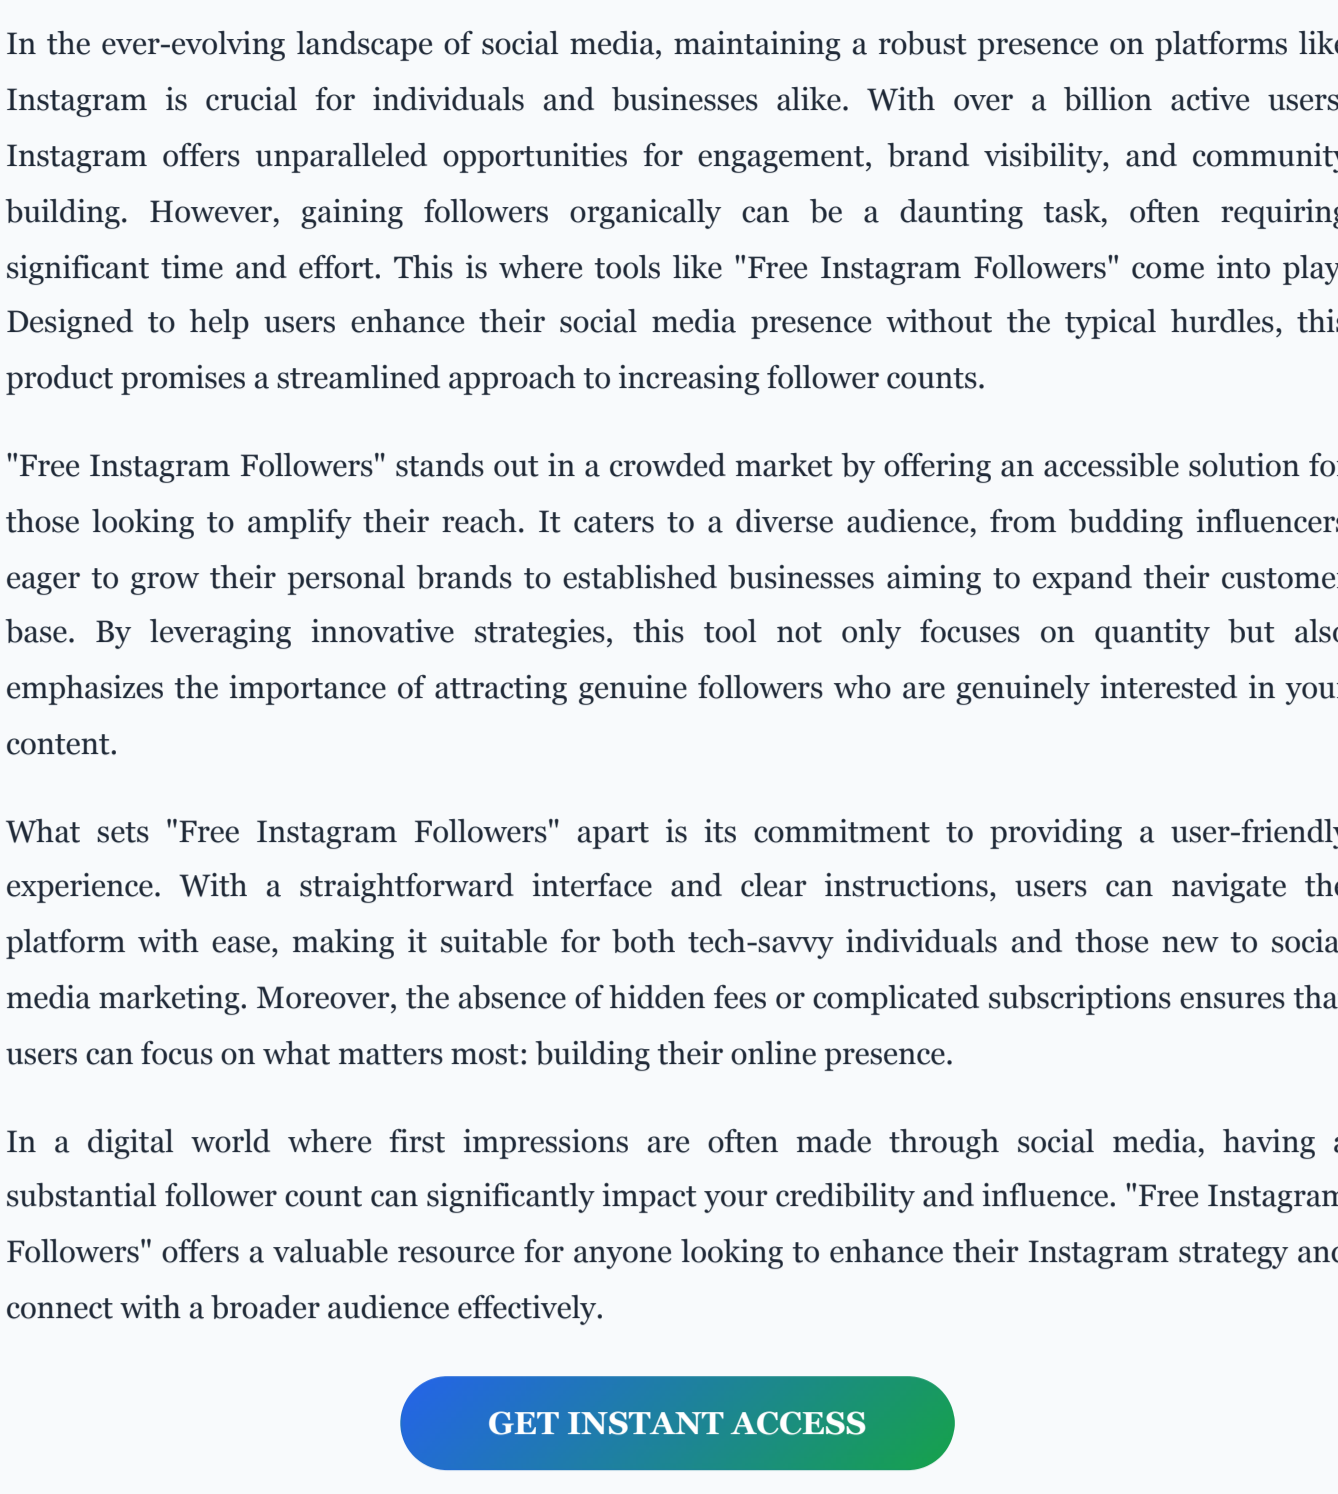 In the ever-evolving landscape of social media, maintaining a robust presence on platforms like
Instagram is crucial for individuals and businesses alike. With over a billion active users
Instagram offers unparalleled opportunities for engagement, brand visibility, and community
building. However, gaining followers organically can be a daunting task, often requiring
significant time and effort. This is where tools like "Free Instagram Followers" come into play
Designed to help users enhance their social media presence without the typical hurdles, this
product promises a streamlined approach to increasing follower counts.
"Free Instagram Followers" stands out in a crowded market by offering an accessible solution for
those looking to amplify their reach. It caters to a diverse audience, from budding influencers
eager to grow their personal brands to established businesses aiming to expand their customer
base. By leveraging innovative strategies, this tool not only focuses on quantity but also
emphasizes the importance of attracting genuine followers who are genuinely interested in your
content.
What sets "Free Instagram Followers" apart is its commitment to providing a user-friendly
experience. With a straightforward interface and clear instructions, users can navigate the
platform with ease, making it suitable for both tech-savvy individuals and those new to social
media marketing. Moreover, the absence of hidden fees or complicated subscriptions ensures that
users can focus on what matters most: building their online presence.
In a digital world where first impressions are often made through social media, having a
substantial follower count can significantly impact your credibility and influence. "Free Instagram
Followers" offers a valuable resource for anyone looking to enhance their Instagram strategy and
connect with a broader audience effectively.
GET INSTANT ACCESS